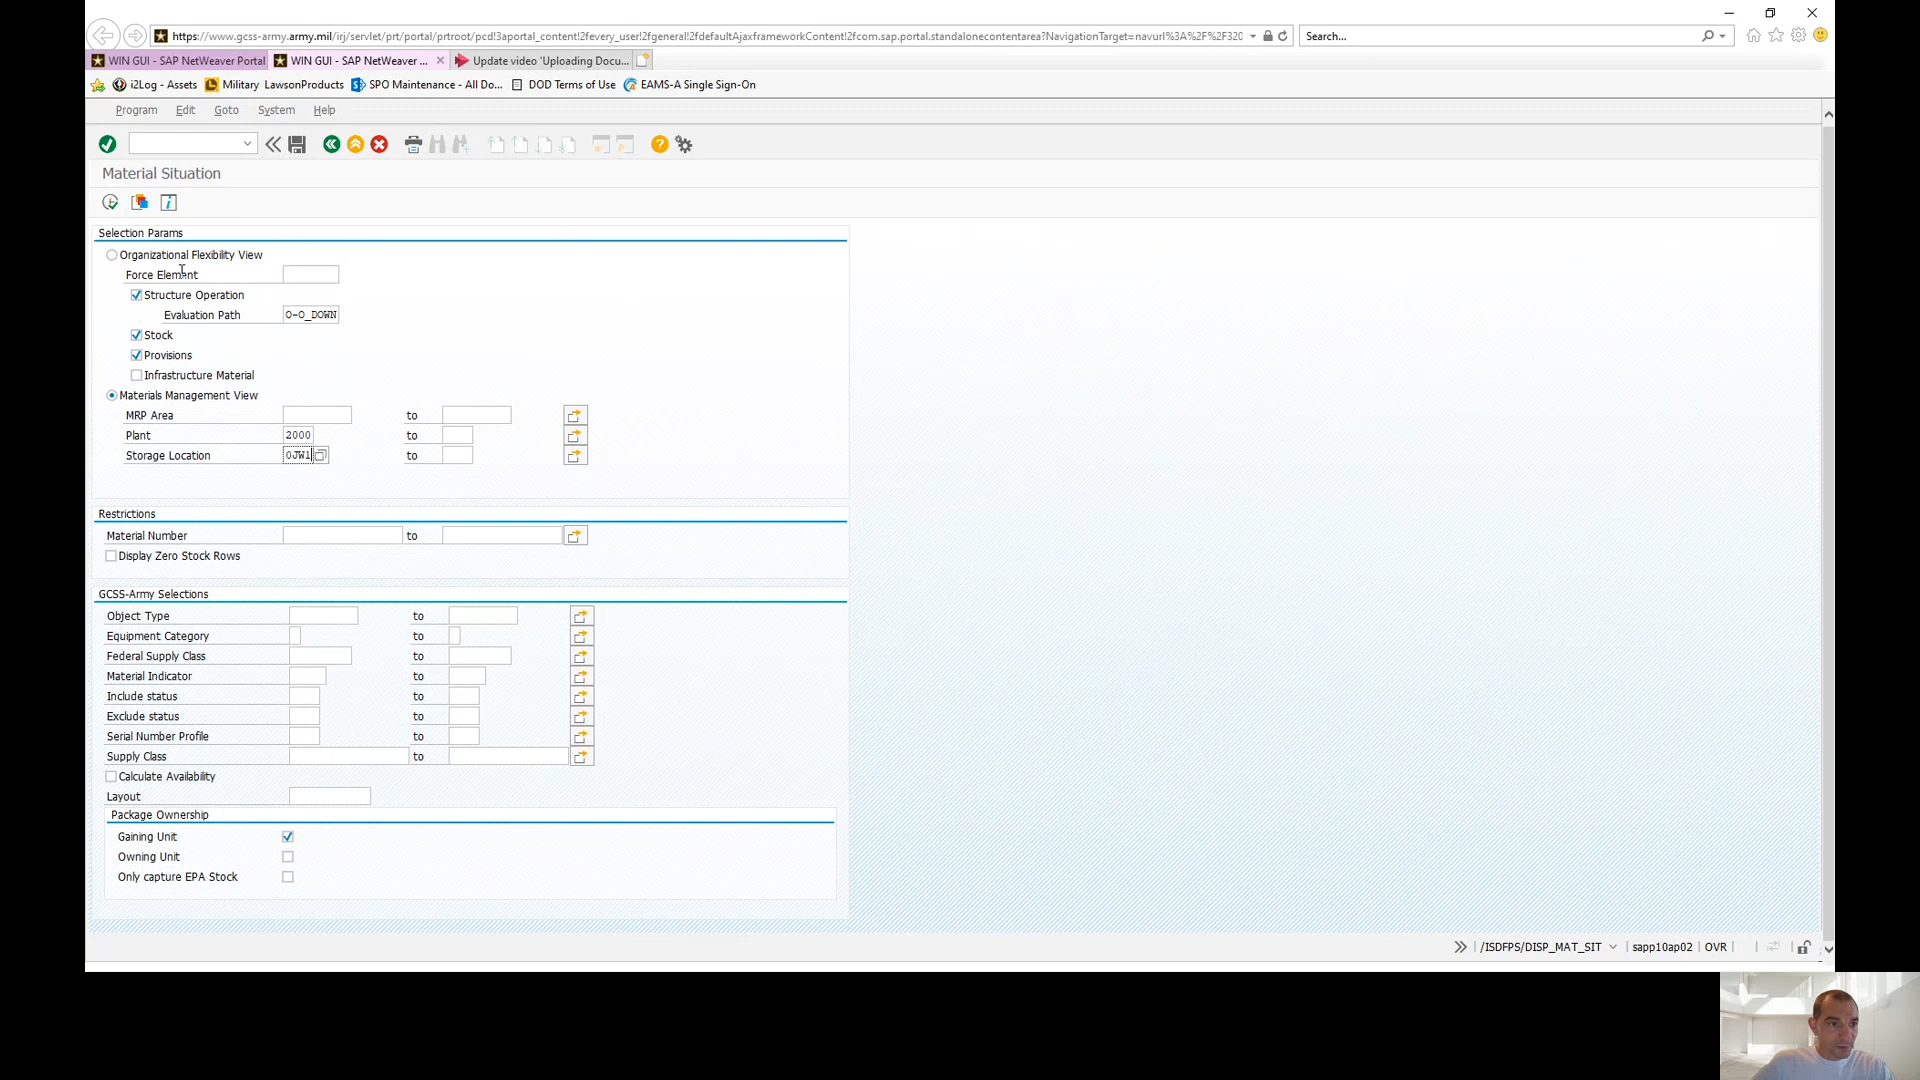 https://www.gcss-army.army.mil/irj/servlet/prt/portal/prtroot/pcd!3aportal_content!2fevery_user!2fgeneral!2fdefaultAjaxframeworkContent!2fcom.sap.portal.standalonecontentarea?NavigationTarget=navurl%3A%2F%2F320 Search...
WIN GUI - SAP NetWeaver Portal WIN GUI - SAP NetWeaver ... Update video 'Uploading Docu...
i2Log - Assets Military LawsonProducts SPO Maintenance - All Do... DOD Terms of Use EAMS-A Single Sign-On
Program Edit Goto System Help
Material Situation
Selection Params
Organizational Flexibility View
Force Element
Structure Operation
Evaluation Path O-O_DOWN
Stock
Provisions
Infrastructure Material
Materials Management View
MRP Area to
Plant 2000 to
Storage Location 0JW1 to
Restrictions
Material Number to
Display Zero Stock Rows
GCSS-Army Selections
Object Type to
Equipment Category to
Federal Supply Class to
Material Indicator to
Include status to
Exclude status to
Serial Number Profile to
Supply Class to
Calculate Availability
Layout
Package Ownership
Gaining Unit
Owning Unit
Only capture EPA Stock
/ISDFPS/DISP_MAT_SIT sapp10ap02 OVR